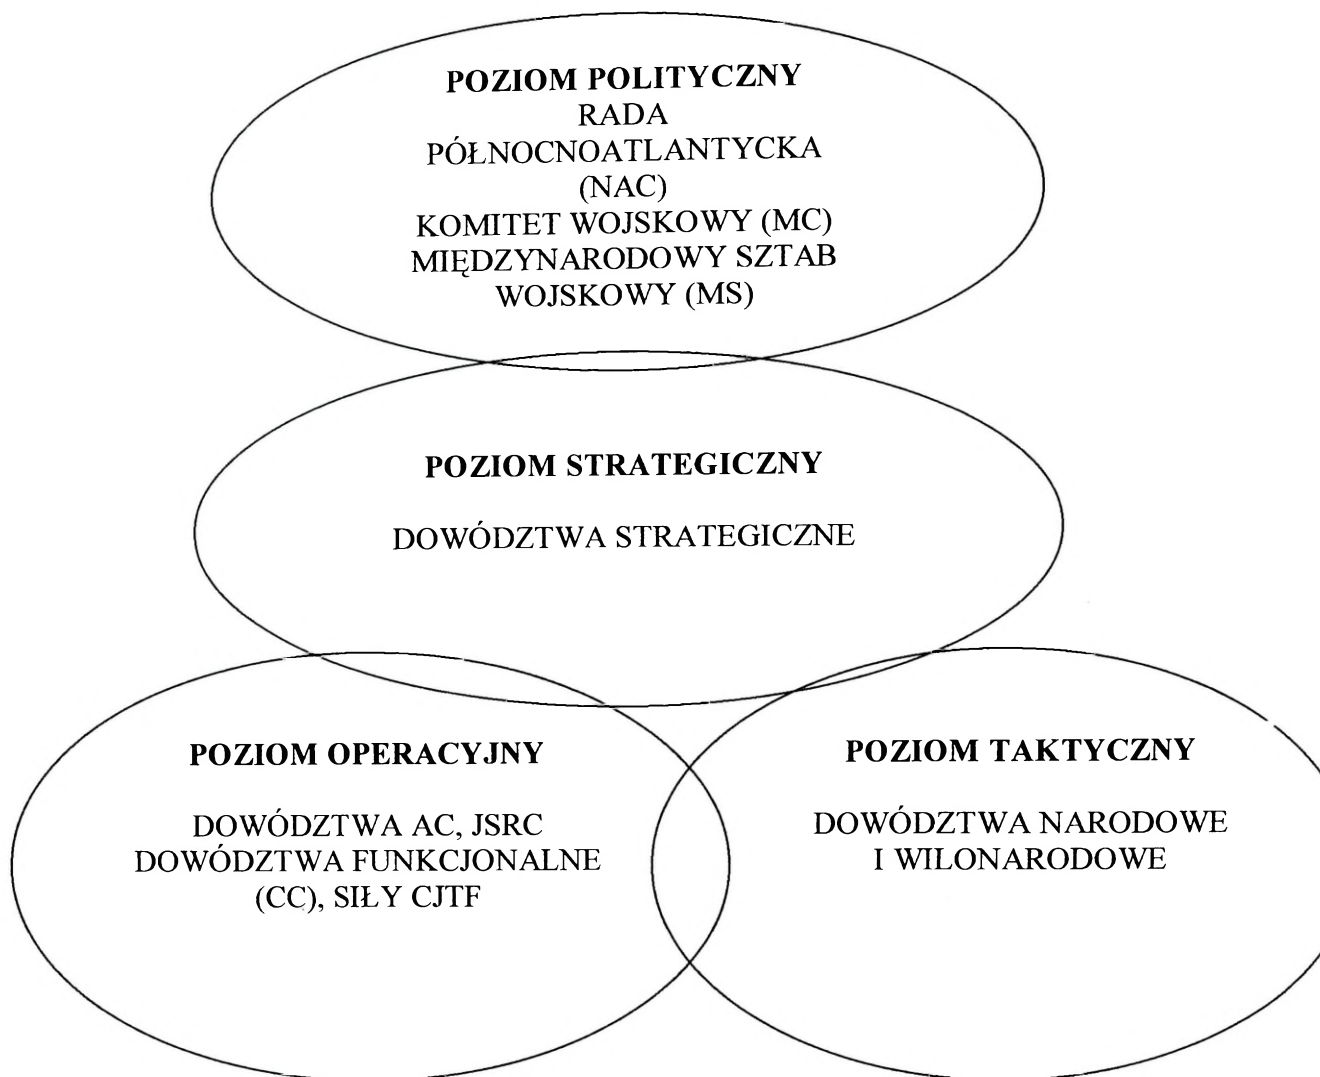 POZIOM POLITYCZNY
RADA
PÓŁNOCNOATLANTYCKA
(NAC)
KOMITET WOJSKOWY (MC)
MIĘDZYNARODOWY SZTAB
WOJSKOWY (MS)
POZIOM STRATEGICZNY
DOWÓDZTWA STRATEGICZNE
POZIOM OPERACYJNY
DOWÓDZTWA AC, JSRC
DOWÓDZTWA FUNKCJONALNE
(CC), SIŁY CJTF
POZIOM TAKTYCZNY
DOWÓDZTWA NARODOWE
I WILONARODOWE